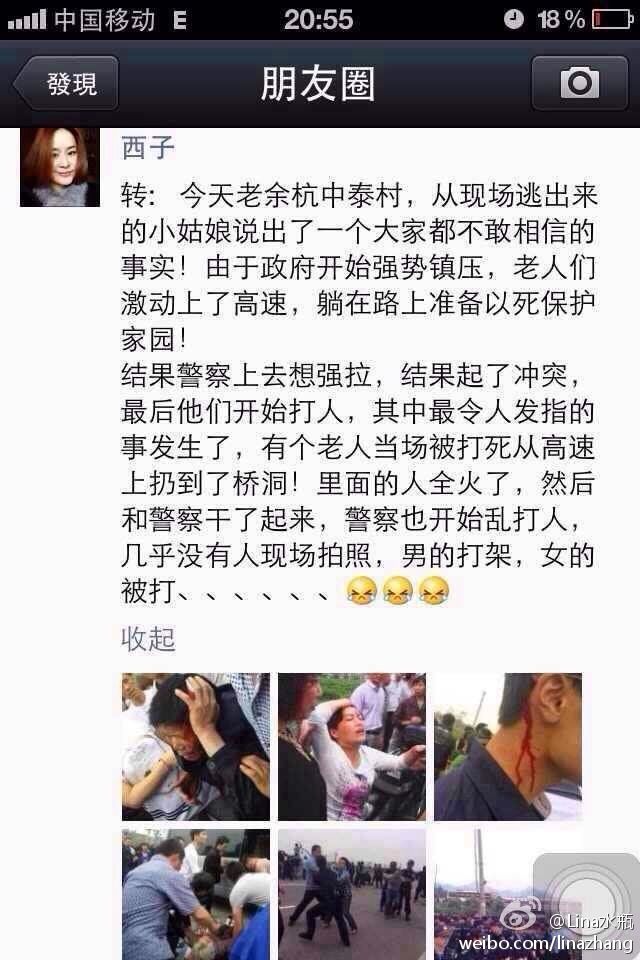 中国移动 E 20:55 18%
發現 朋友圈
西子
转: 今天老余杭中泰村，从现场逃出来
的小姑娘说出了一个大家都不敢相信的
事实！由于政府开始强势镇压，老人们
激动上了高速，躺在路上准备以死保护
家园！
结果警察上去想强拉，结果起了冲突，
最后他们开始打人，其中最令人发指的
事发生了，有个老人当场被打死从高速
上扔到了桥洞！里面的人全火了，然后
和警察干了起来，警察也开始乱打人，
几乎没有人现场拍照，男的打架，女的
被打、、、、、、😭😭😭
收起
@Lina水瓶
weibo.com/linazhang